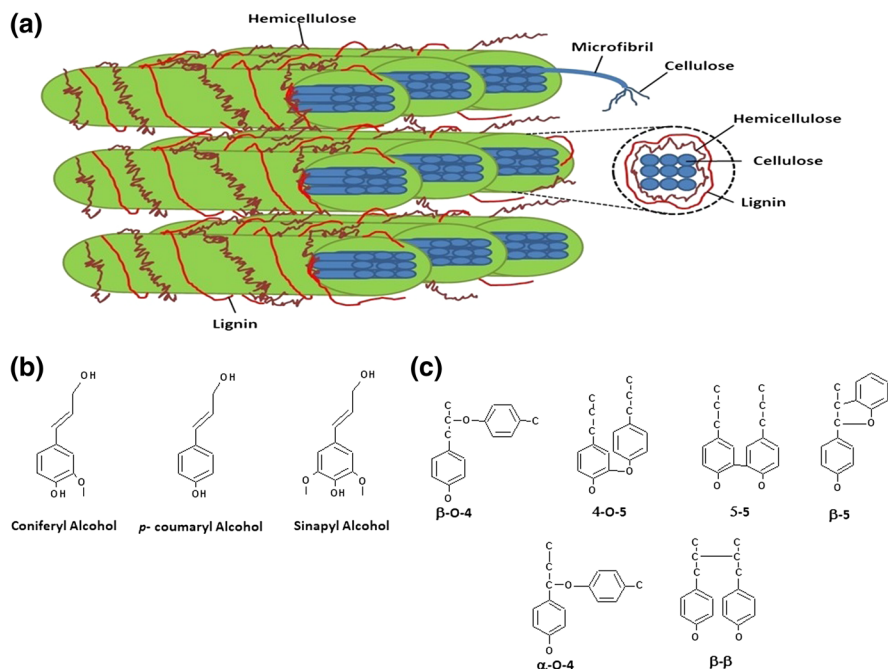 (a)
Hemicellulose
Microfibril
Cellulose
Hemicellulose
Cellulose
Lignin
Lignin
(b)
OH
OH
OH
OH
O
OH
O
OH
O
Coniferyl Alcohol
p- coumaryl Alcohol
Sinapyl Alcohol
(c)
C
C
C
O
C
O
β-O-4
C
C
C
C
C
C
O
O
4-O-5
C
C
C
C
C
C
O
O
5-5
C
C
C
O
O
β-5
C
C
C
O
C
O
α-O-4
C
C
C
C
C
C
O
O
β-β